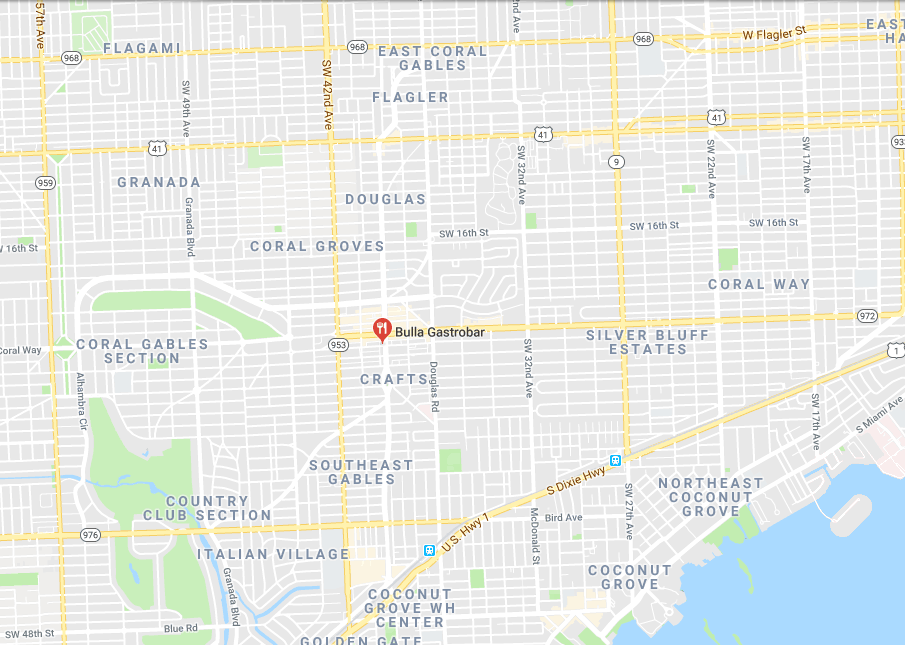 57th Ave
FLAGAMI
968
968
EAST CORAL
GABLES
2nd Ave
968
W Flagler St
EAST
HA
SW 42nd Ave
SW 49th Ave
FLAGLER
41
41
41
9
933
959
GRANADA
Granada Blvd
DOUGLAS
SW 32nd Ave
SW 22nd Ave
SW 17th Ave
W 16th St
CORAL GROVES
SW 16th St
SW 16th St
SW 16th St
CORAL WAY
972
Bulla Gastrobar
953
Coral Way
CORAL GABLES
SECTION
SILVER BLUFF
ESTATES
1
Alhambra Cir
CRAFTS
Douglas Rd
SW 32nd Ave
SW 17th Ave
S Miami Ave
SOUTHEAST
GABLES
S Dixie Hwy
COUNTRY
CLUB SECTION
SW 27th Ave
NORTHEAST
COCONUT
GROVE
976
U.S. Hwy 1
McDonald St
Bird Ave
ITALIAN VILLAGE
Granada Blvd
COCONUT
GROVE
COCONUT
GROVE WH
CENTER
SW 48th St
Blue Rd
GOLDEN GATE